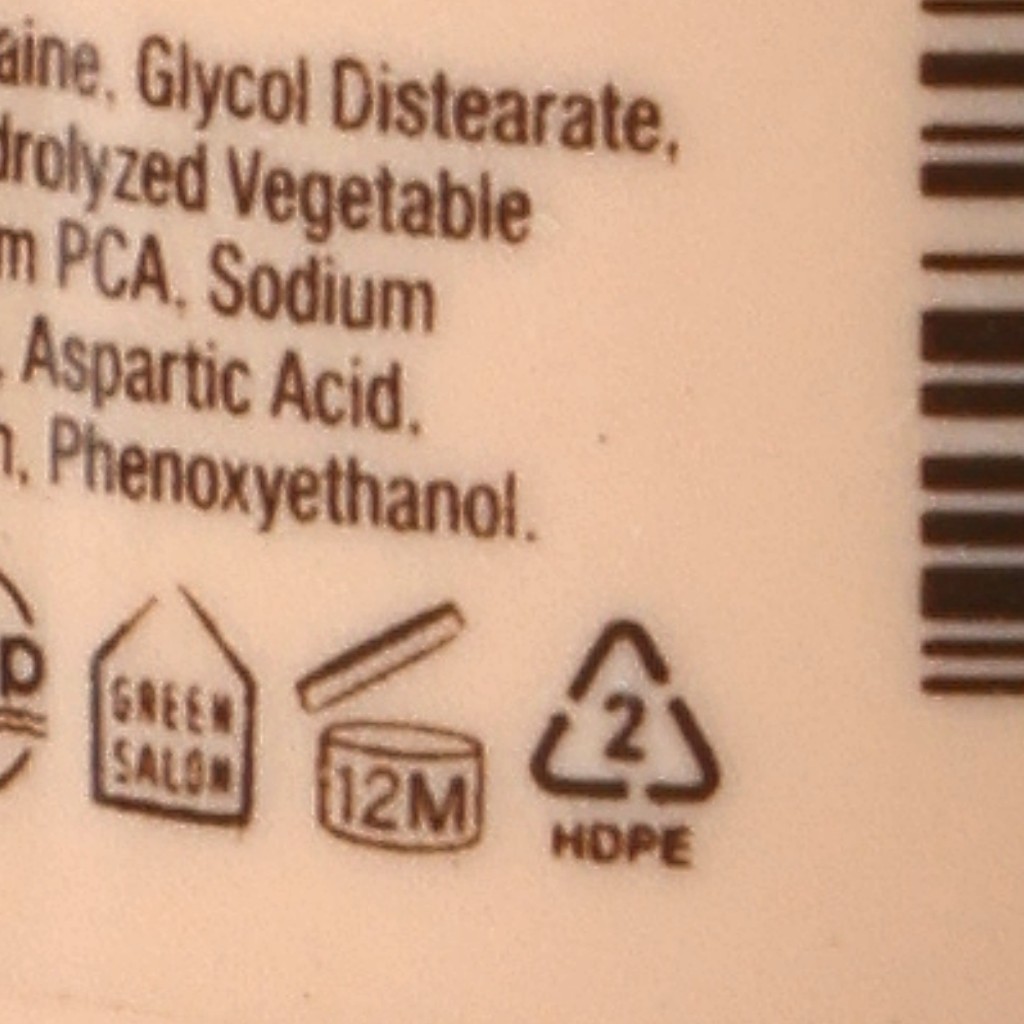 aine, Glycol Distearate,
drolyzed Vegetable
m PCA, Sodium
, Aspartic Acid,
n, Phenoxyethanol.
P
GREEN
SALON
12M
2
HDPE